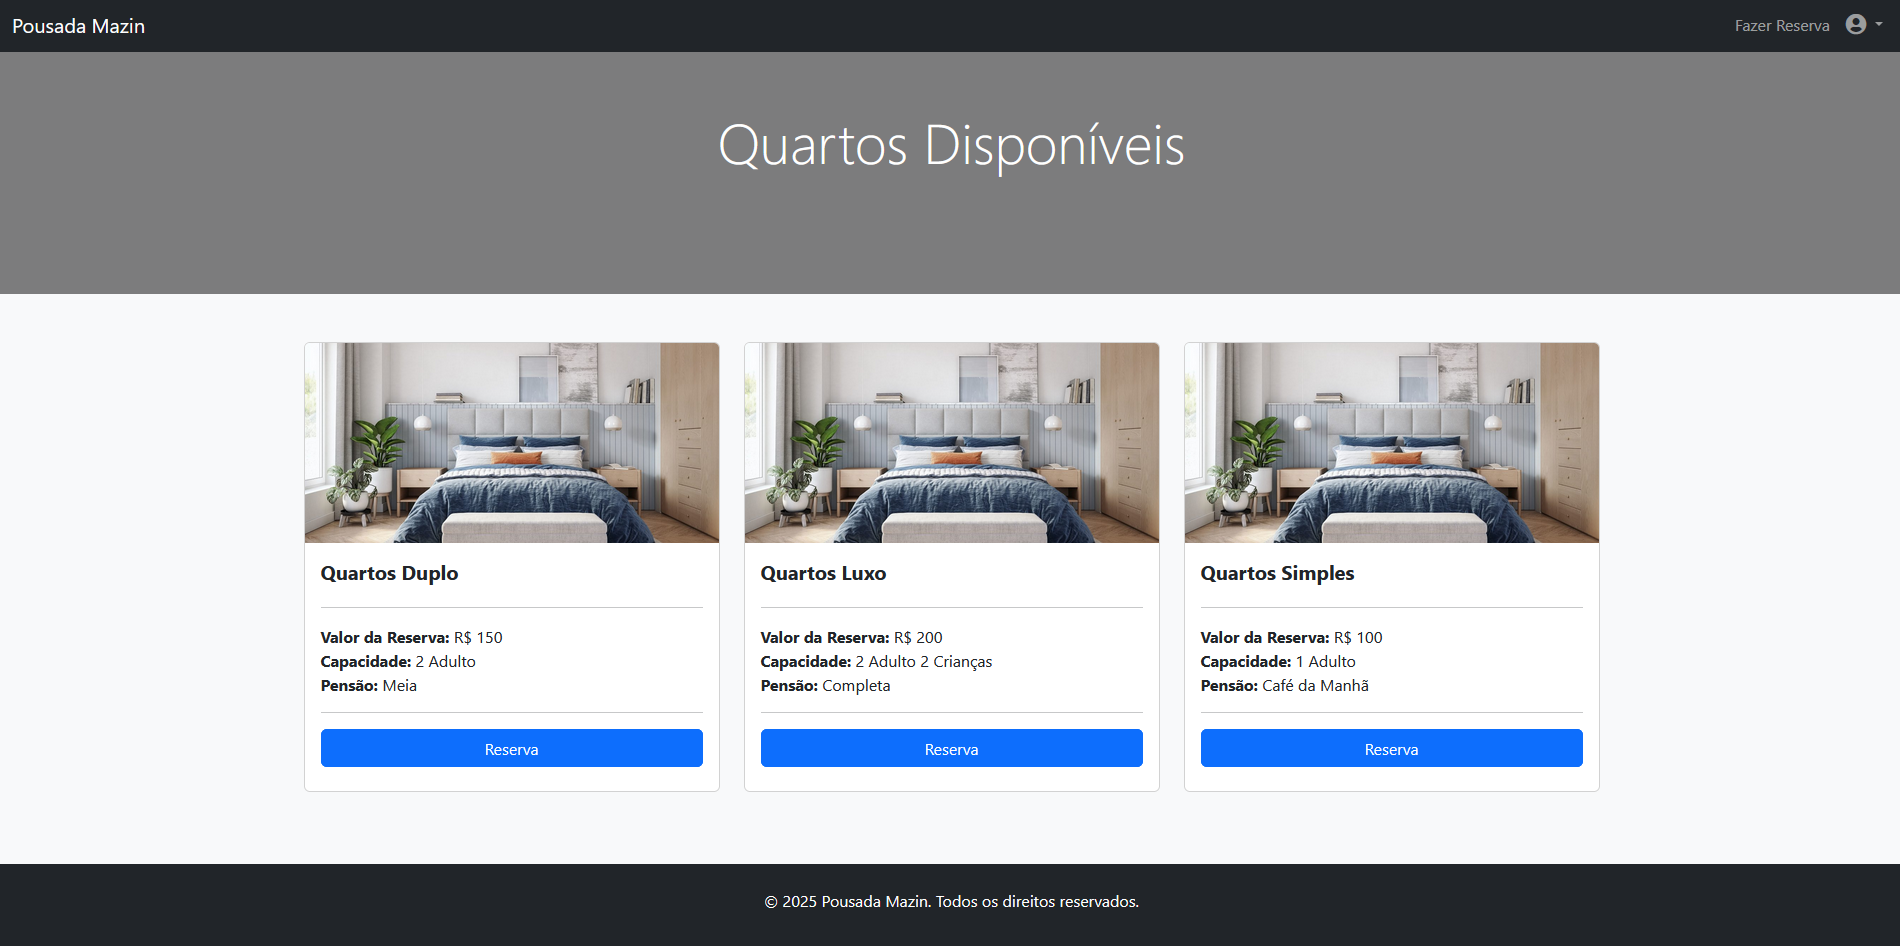 Pousada Mazin
Fazer Reserva
Quartos Disponíveis
Quartos Duplo
Valor da Reserva: R$ 150
Capacidade: 2 Adulto
Pensão: Meia
Reserva
Quartos Luxo
Valor da Reserva: R$ 200
Capacidade: 2 Adulto 2 Crianças
Pensão: Completa
Reserva
Quartos Simples
Valor da Reserva: R$ 100
Capacidade: 1 Adulto
Pensão: Café da Manhã
Reserva
© 2025 Pousada Mazin. Todos os direitos reservados.